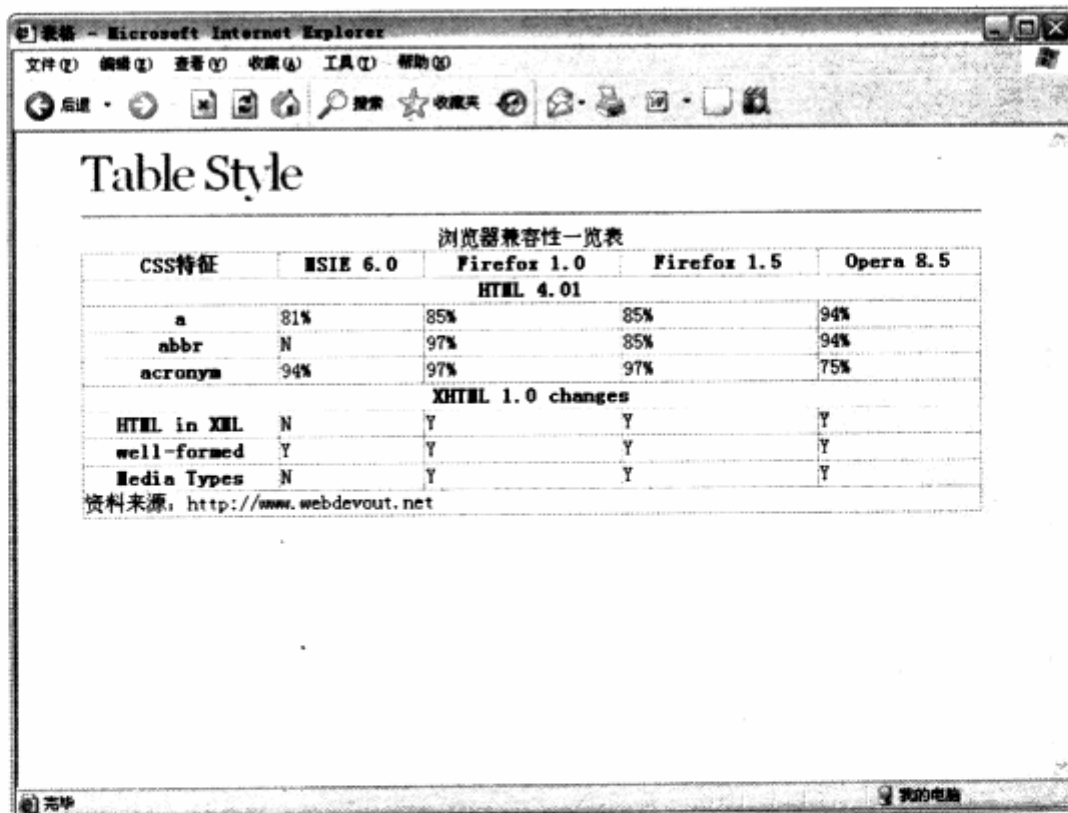 表格 - Microsoft Internet Explorer
文件(F) 编辑(E) 查看(V) 收藏(A) 工具(T) 帮助(H)
后退 搜索 收藏夹
Table Style
浏览器兼容性一览表
CSS特征 MSIE 6.0 Firefox 1.0 Firefox 1.5 Opera 8.5
HTML 4.01
a 81% 85% 85% 94%
abbr N 97% 85% 94%
acronym 94% 97% 97% 75%
XHTML 1.0 changes
HTML in XML N Y Y Y
well-formed Y Y Y Y
Media Types N Y Y Y
资料来源：http://www.webdevout.net
完毕 我的电脑